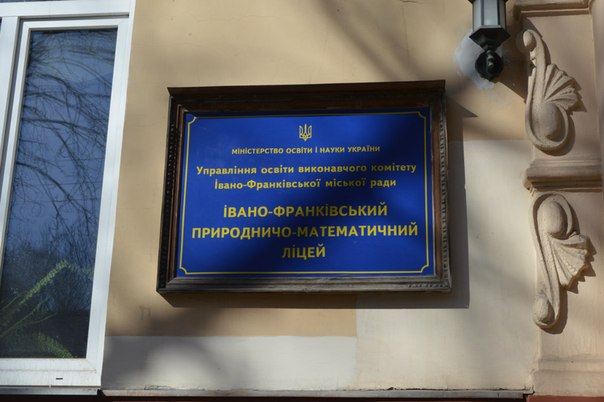 МІНІСТЕРСТВО ОСВІТИ І НАУКИ УКРАЇНИ
Управління освіти виконавчого комітету
Івано-Франківської міської ради
ІВАНО-ФРАНКІВСЬКИЙ
ПРИРОДНИЧО-МАТЕМАТИЧНИЙ
ЛІЦЕЙ